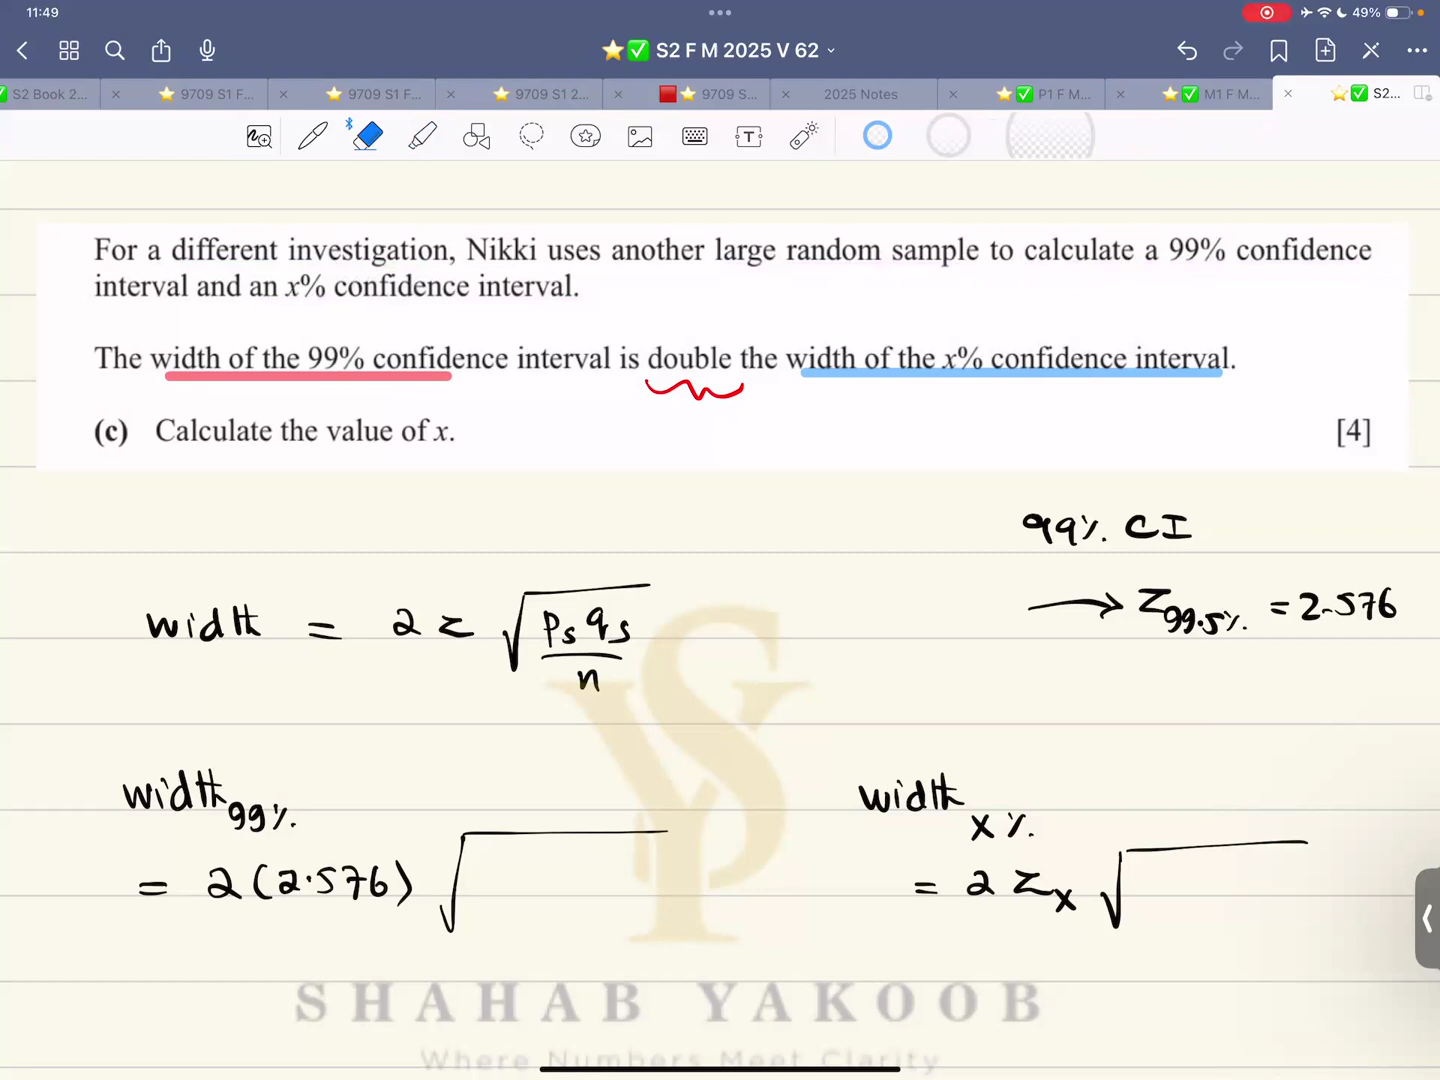 11:49
49%
S2 F M 2025 V 62
S2 Book 2...
9709 S1 F...
9709 S1 F...
9709 S1 2...
9709 S...
2025 Notes
P1 F M...
M1 F M...
S2...
For a different investigation, Nikki uses another large random sample to calculate a 99% confidence
interval and an x% confidence interval.
The width of the 99% confidence interval is double the width of the x% confidence interval.
(c) Calculate the value of x. [4]
99% CI
→ z99.5% = 2.576
width = 2 z √(ps qs / n)
width99%
= 2(2.576) √
widthx%
= 2 zx √
SHAHAB YAKOOB
Where Numbers Meet Clarity